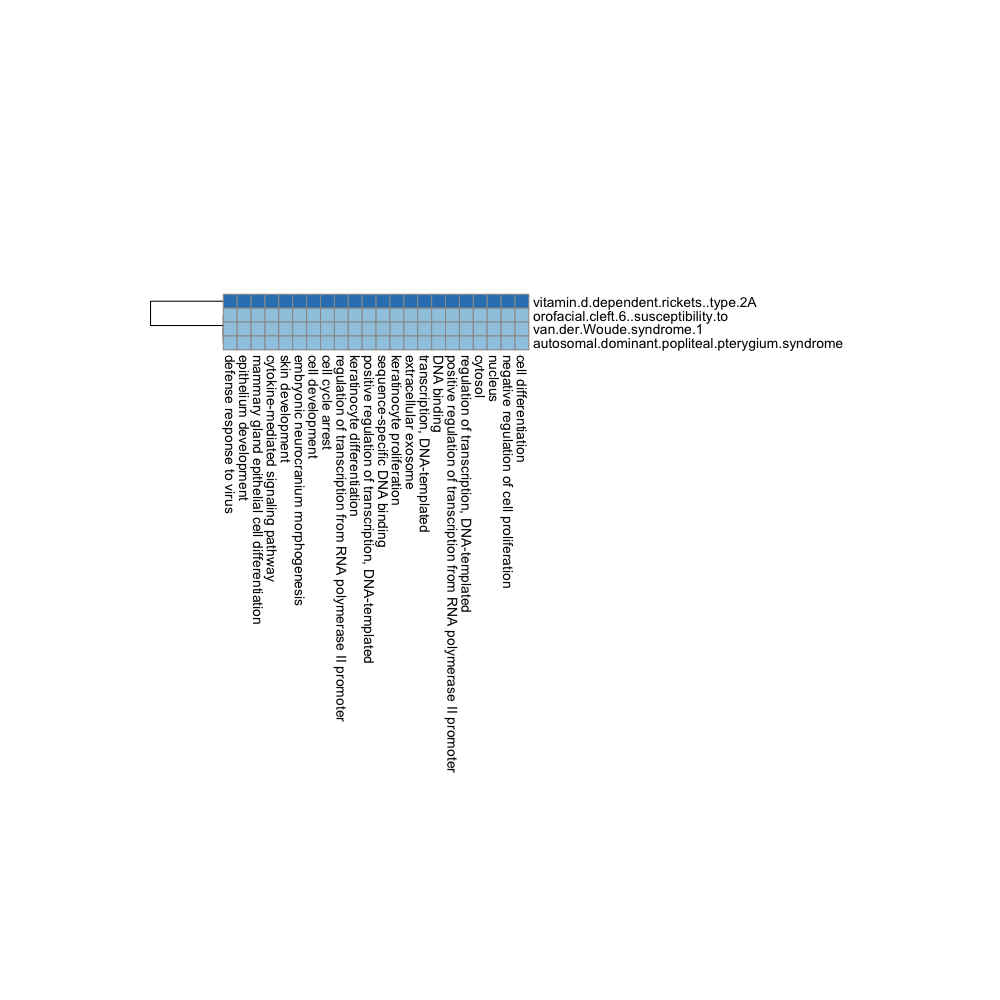 vitamin.d.dependent.rickets..type.2A
orofacial.cleft.6..susceptibility.to
van.der.Woude.syndrome.1
autosomal.dominant.popliteal.pterygium.syndrome
defense response to virus
epithelium development
mammary gland epithelial cell differentiation
cytokine-mediated signaling pathway
skin development
embryonic neurocranium morphogenesis
cell development
cell cycle arrest
regulation of transcription from RNA polymerase II promoter
keratinocyte differentiation
positive regulation of transcription, DNA-templated
sequence-specific DNA binding
keratinocyte proliferation
extracellular exosome
transcription, DNA-templated
DNA binding
positive regulation of transcription from RNA polymerase II promoter
regulation of transcription, DNA-templated
cytosol
nucleus
negative regulation of cell proliferation
cell differentiation